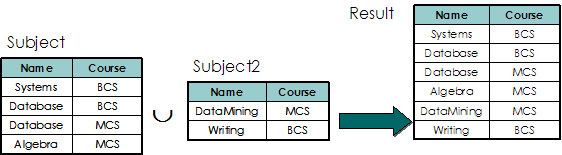 Subject
Name Course
Systems BCS
Database BCS
Database MCS
Algebra MCS
∪
Subject2
Name Course
DataMining MCS
Writing BCS
Result
Name Course
Systems BCS
Database BCS
Database MCS
Algebra MCS
DataMining MCS
Writing BCS